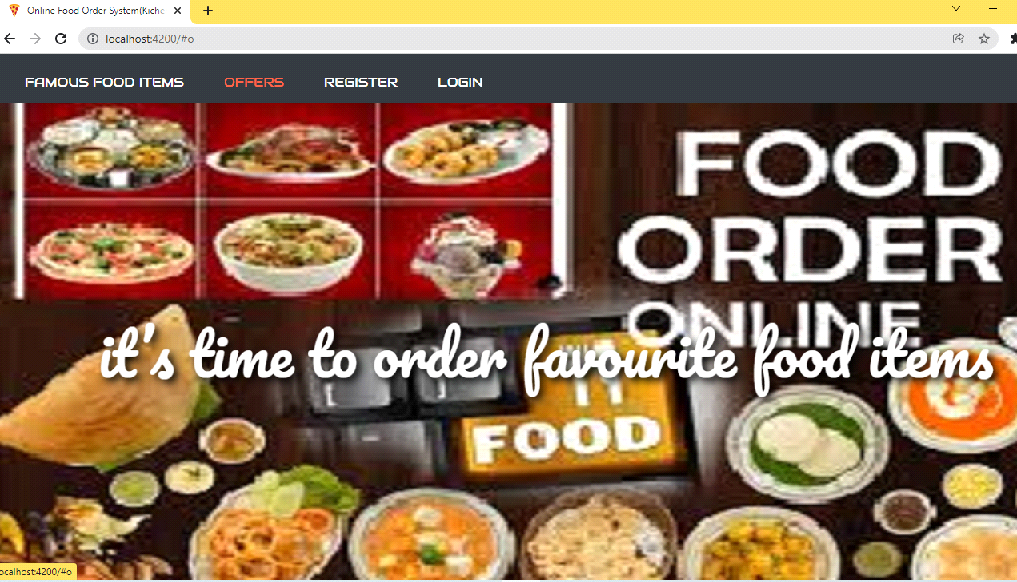 Online Food Order System(Kiche
localhost:4200/#o
FAMOUS FOOD ITEMS OFFERS REGISTER LOGIN
FOOD
ORDER
ONLINE
it's time to order favourite food items
FOOD
localhost:4200/#o